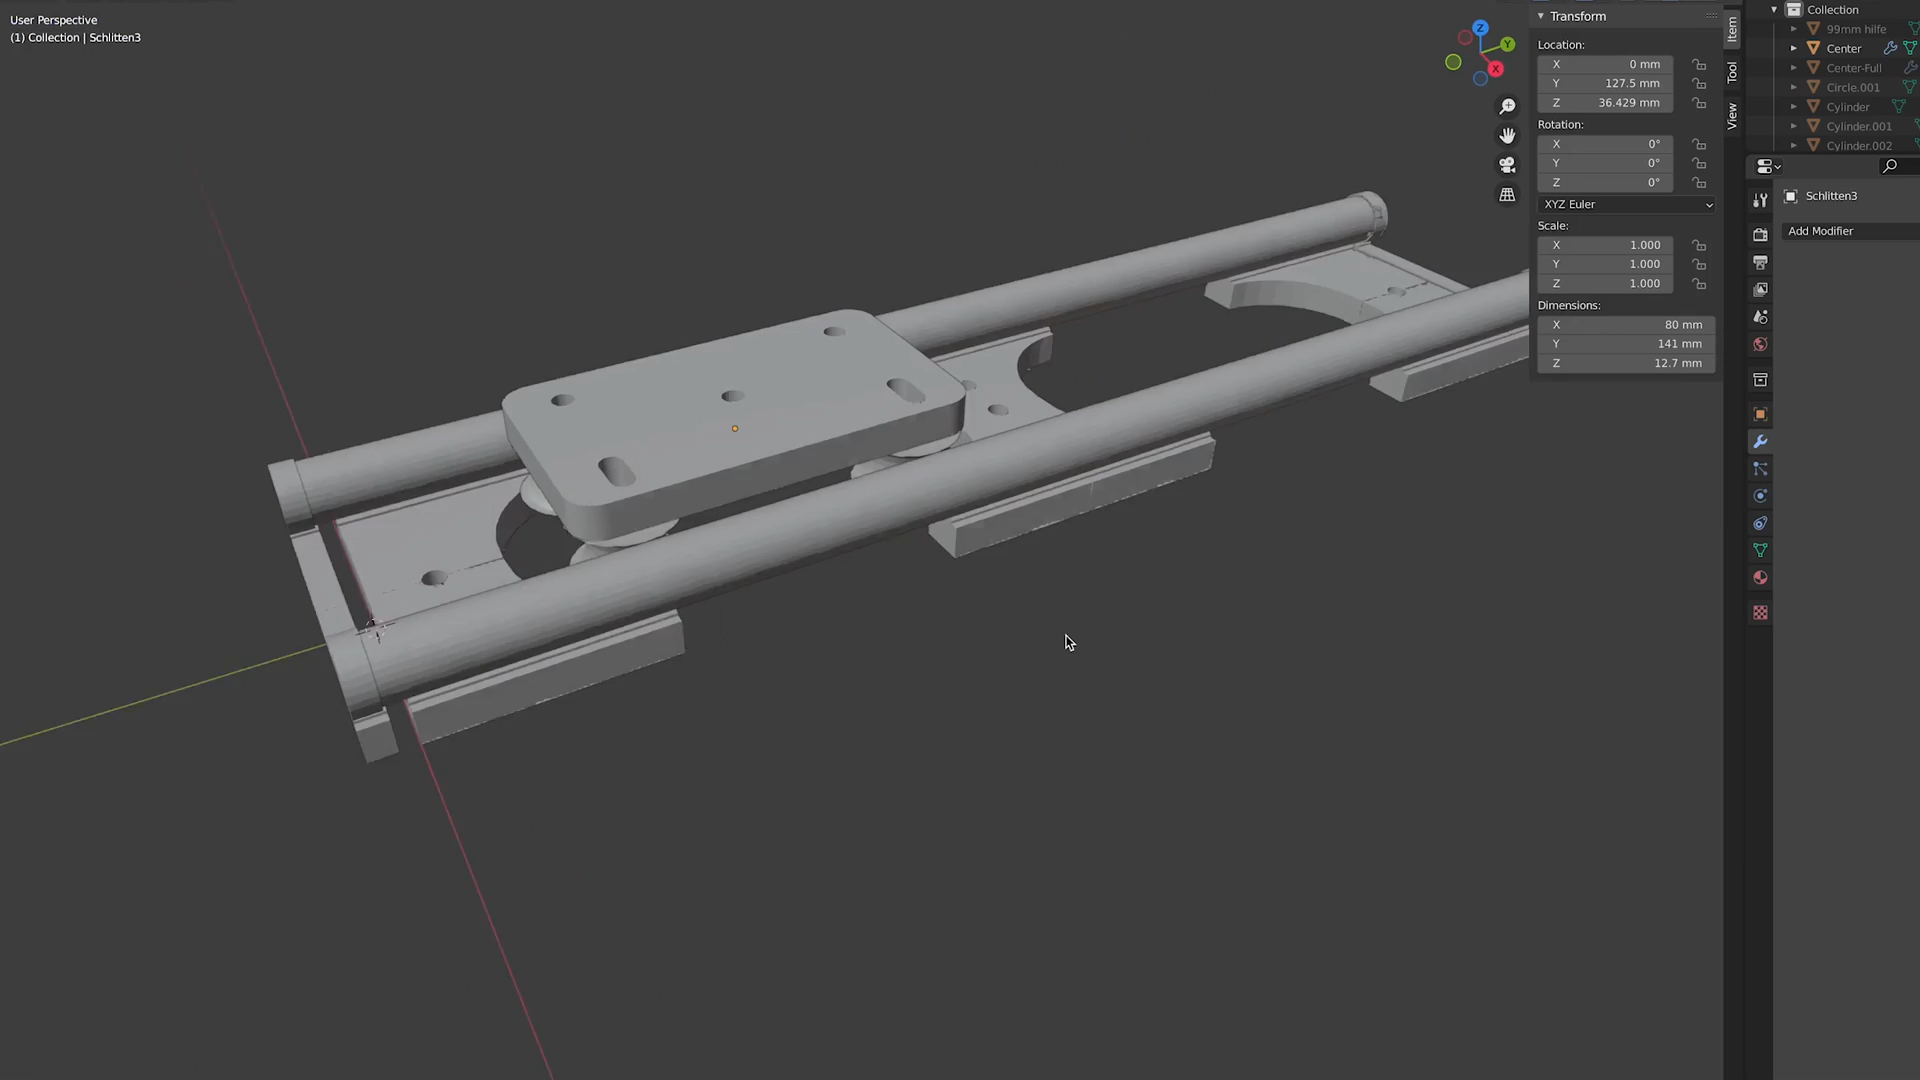 User Perspective
(1) Collection | Schlitten3
Z
Y
X
Transform
Location:
X 0 mm
Y 127.5 mm
Z 36.429 mm
Rotation:
X 0°
Y 0°
Z 0°
XYZ Euler
Scale:
X 1.000
Y 1.000
Z 1.000
Dimensions:
X 80 mm
Y 141 mm
Z 12.7 mm
Item
Tool
View
Collection
99mm hilfe
Center
Center-Full
Circle.001
Cylinder
Cylinder.001
Cylinder.002
Schlitten3
Add Modifier